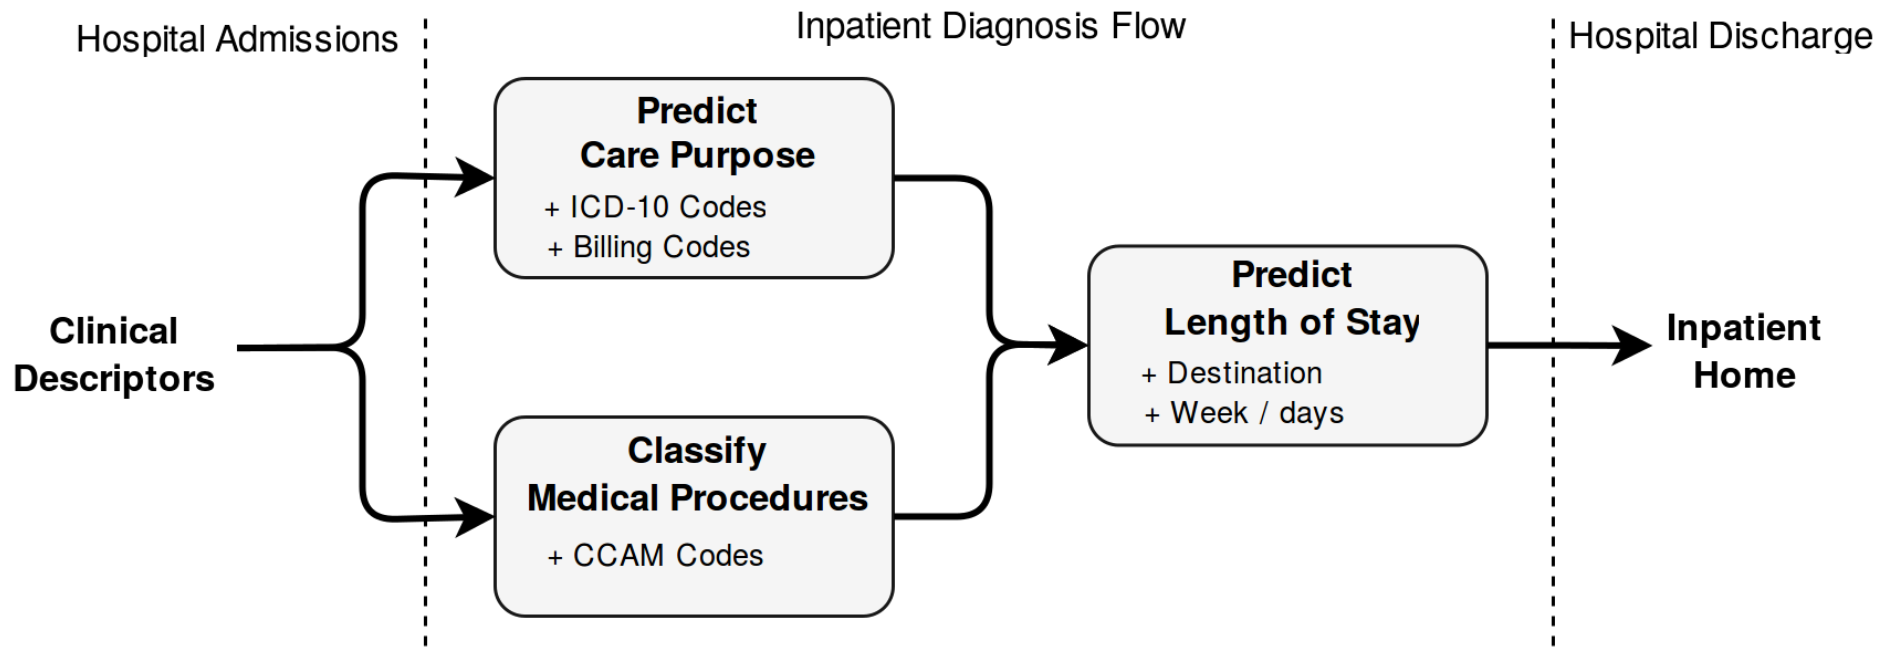 Hospital Admissions
Inpatient Diagnosis Flow
Hospital Discharge
Clinical
Descriptors
Predict
Care Purpose
+ ICD-10 Codes
+ Billing Codes
Classify
Medical Procedures
+ CCAM Codes
Predict
Length of Stay
+ Destination
+ Week / days
Inpatient
Home